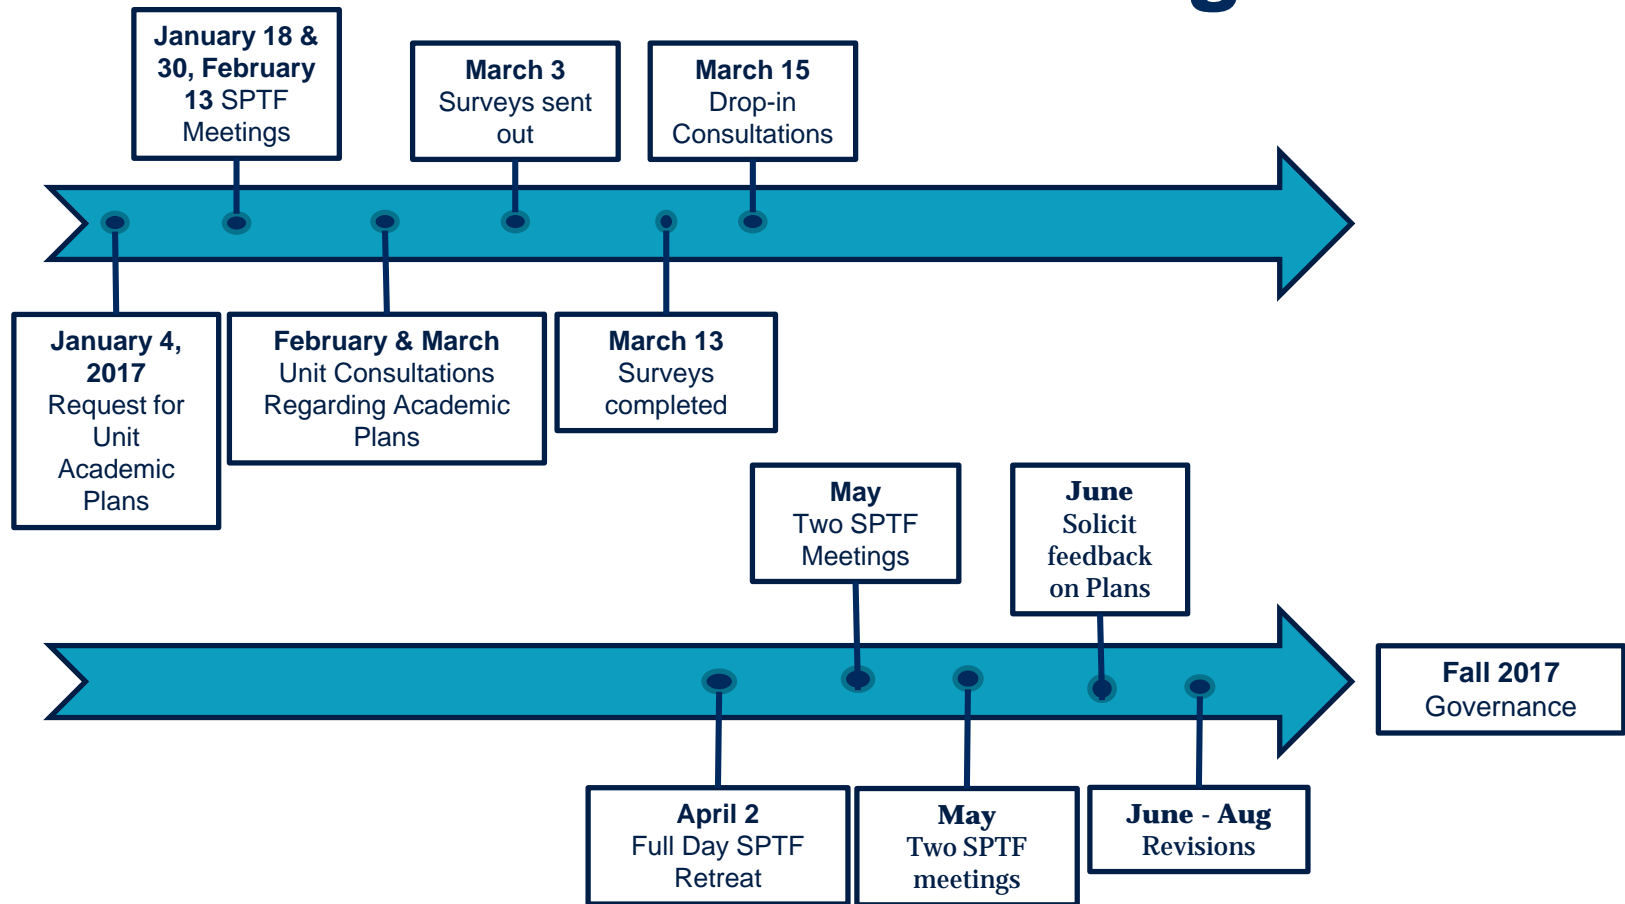 January 18 &
30, February
13 SPTF
Meetings
March 3
Surveys sent
out
March 15
Drop-in
Consultations
January 4,
2017
Request for
Unit
Academic
Plans
February & March
Unit Consultations
Regarding Academic
Plans
March 13
Surveys
completed
May
Two SPTF
Meetings
June
Solicit
feedback
on Plans
Fall 2017
Governance
April 2
Full Day SPTF
Retreat
May
Two SPTF
meetings
June - Aug
Revisions